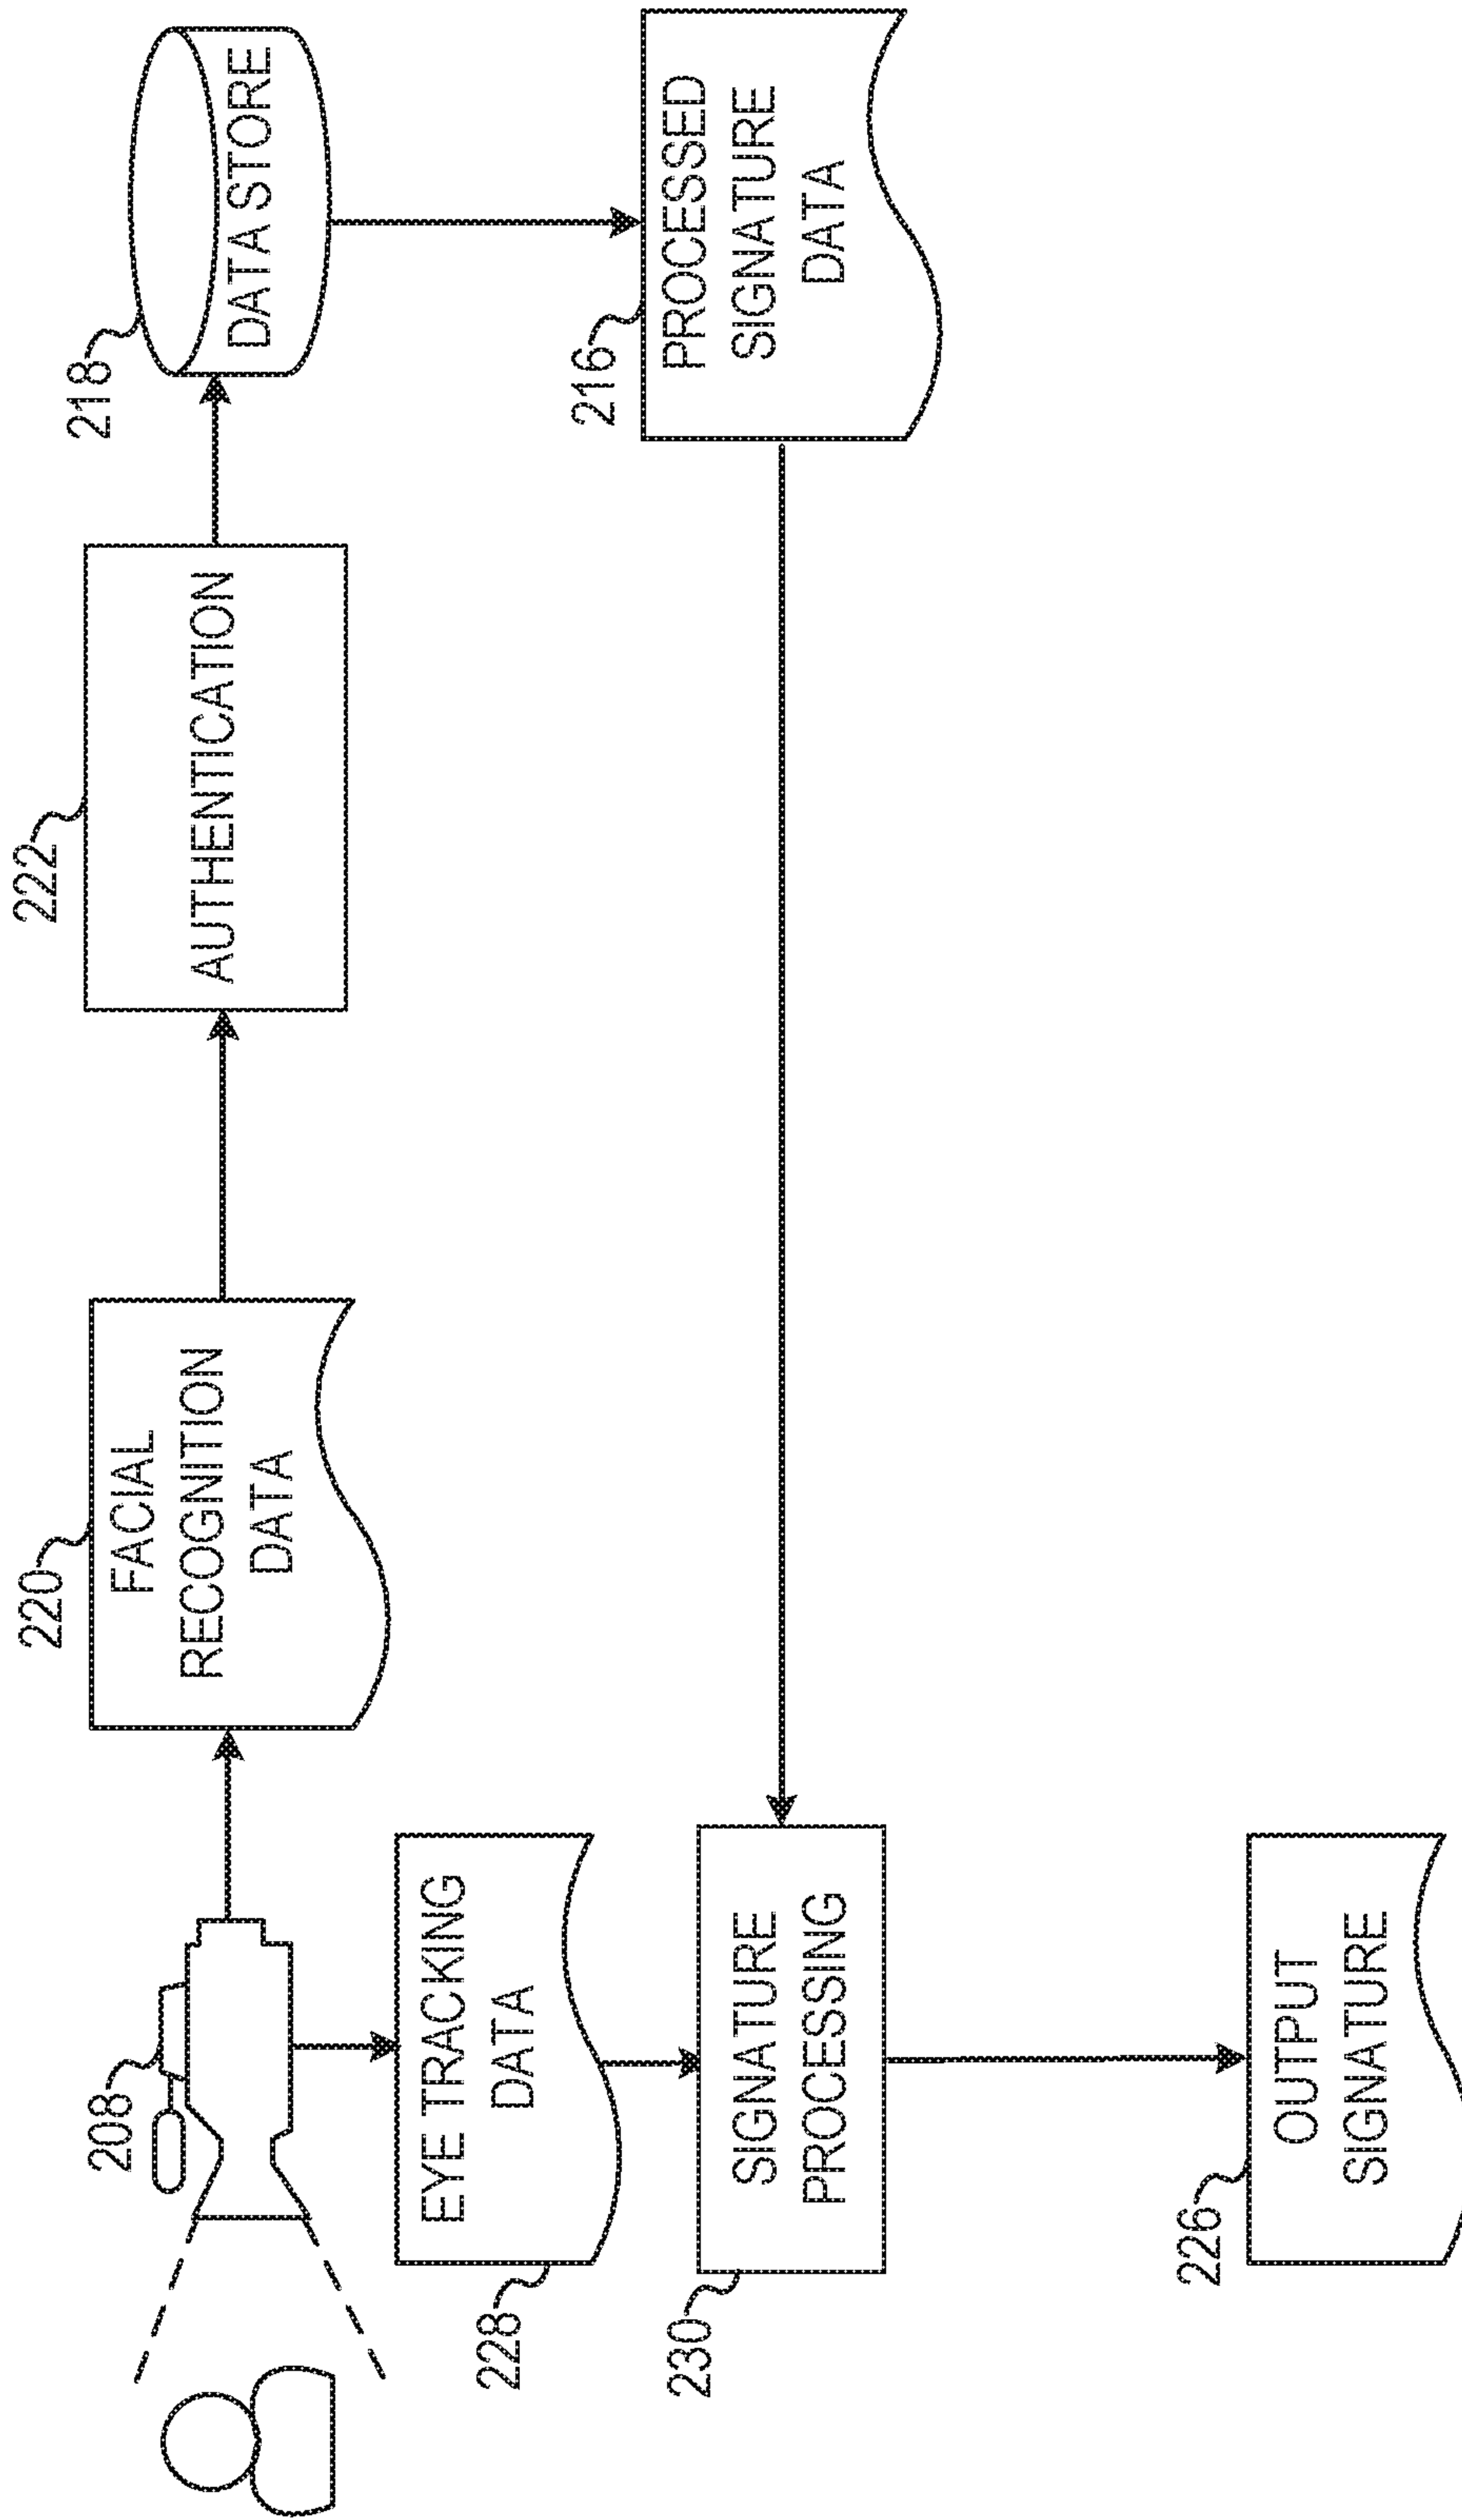 208
220
FACIAL
RECOGNITION
DATA
222
AUTHENTICATION
218
DATA STORE
228
EYE TRACKING
DATA
230
SIGNATURE
PROCESSING
216
PROCESSED
SIGNATURE
DATA
226
OUTPUT
SIGNATURE